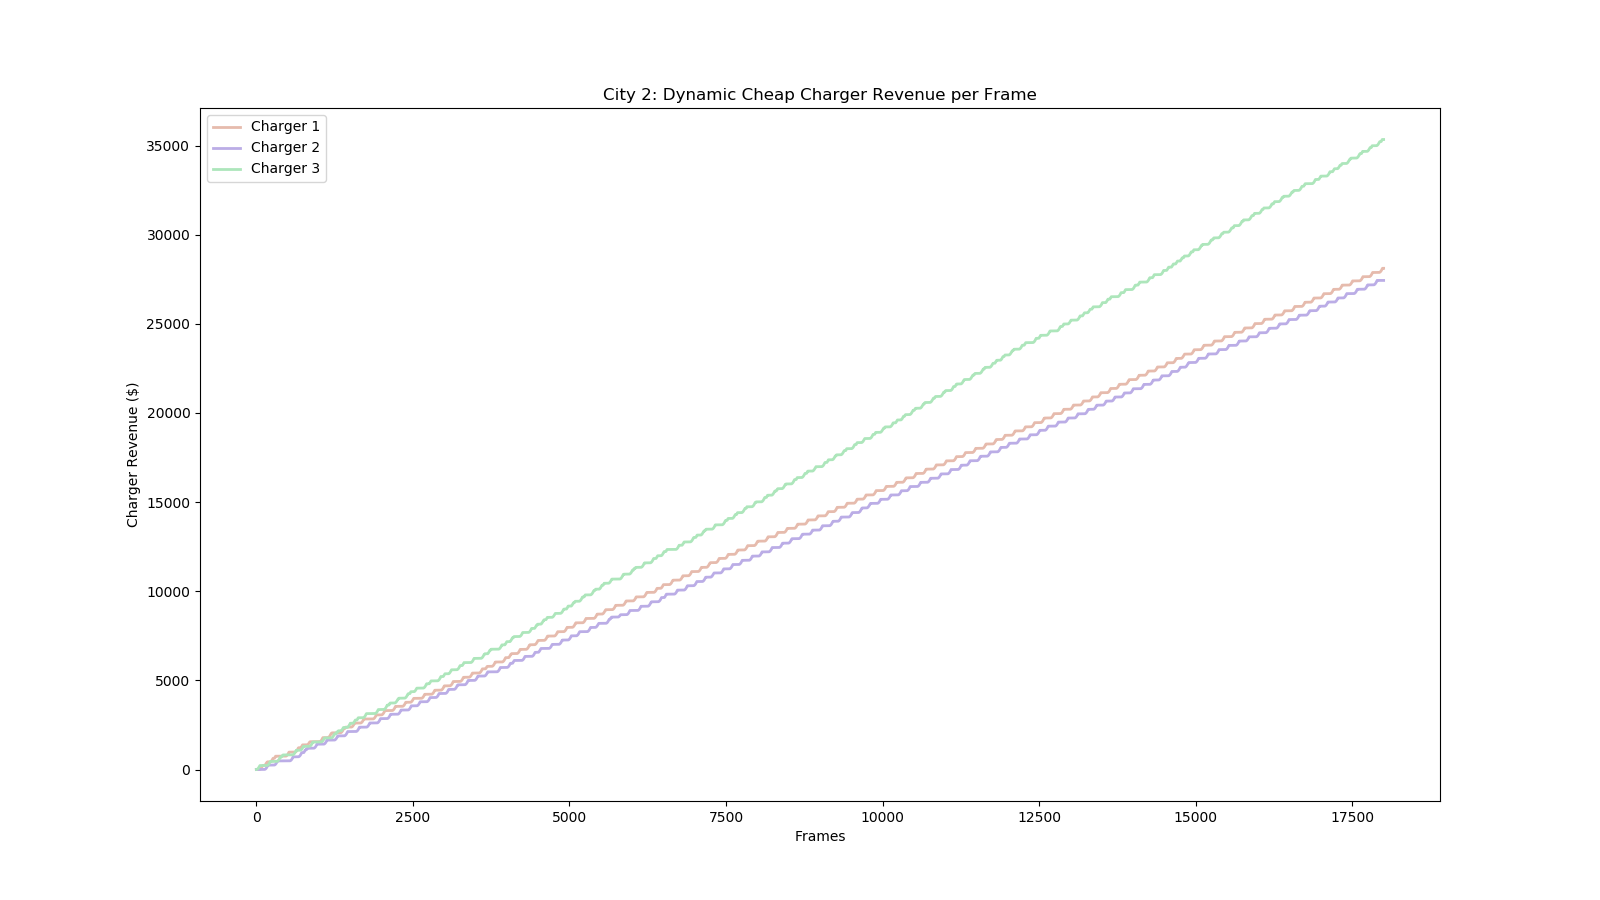 City 2: Dynamic Cheap Charger Revenue per Frame
Charger 1
Charger 2
Charger 3
35000
30000
25000
20000
15000
10000
5000
0
Charger Revenue ($)
0 2500 5000 7500 10000 12500 15000 17500
Frames